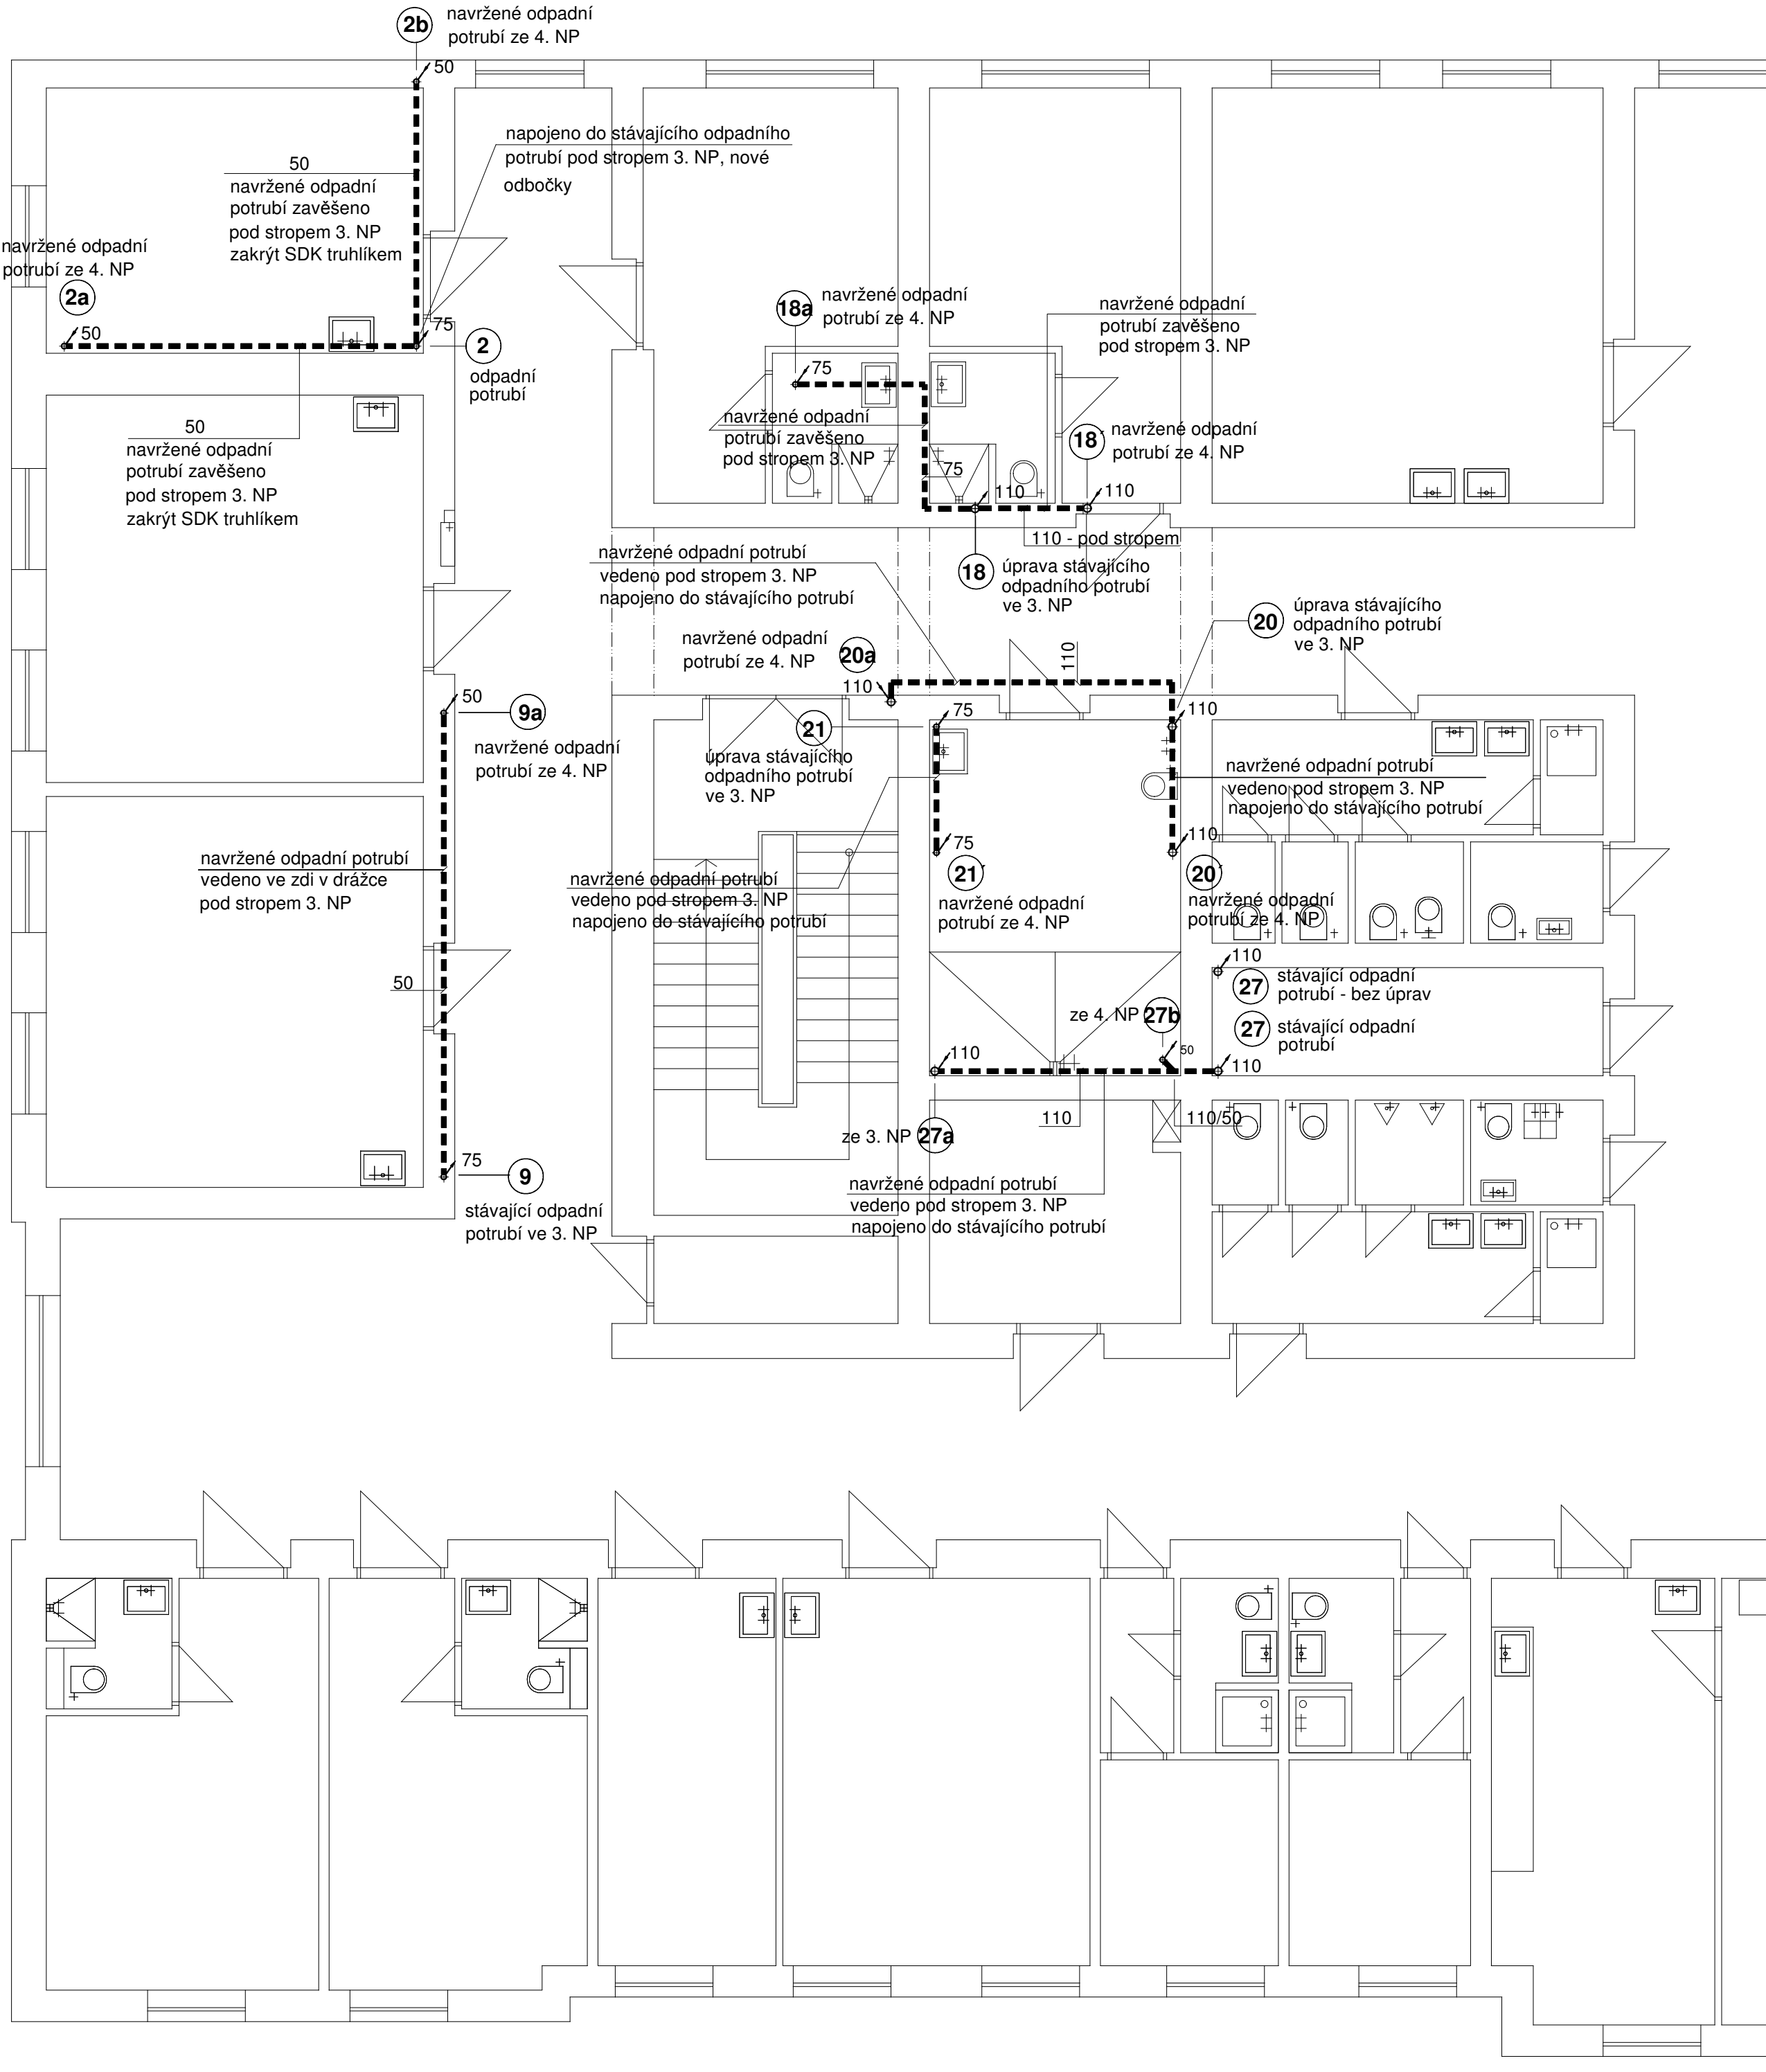 2b
navržené odpadní
potrubí ze 4. NP
50
napojeno do stávajícího odpadního
potrubí pod stropem 3. NP, nové
odbočky
50
navržené odpadní
potrubí zavěšeno
pod stropem 3. NP
zakrýt SDK truhlíkem
navržené odpadní
potrubí ze 4. NP
2a
50
75
2
odpadní
potrubí
18a
navržené odpadní
potrubí ze 4. NP
75
navržené odpadní
potrubí zavěšeno
pod stropem 3. NP
navržené odpadní
potrubí zavěšeno
pod stropem 3. NP
75
18
navržené odpadní
potrubí ze 4. NP
110
110
110 - pod stropem
18
úprava stávajícího
odpadního potrubí
ve 3. NP
50
navržené odpadní
potrubí zavěšeno
pod stropem 3. NP
zakrýt SDK truhlíkem
navržené odpadní potrubí
vedeno pod stropem 3. NP
napojeno do stávajícího potrubí
20
úprava stávajícího
odpadního potrubí
ve 3. NP
navržené odpadní
potrubí ze 4. NP
20a
110
110
50
9a
navržené odpadní
potrubí ze 4. NP
21
75
úprava stávajícího
odpadního potrubí
ve 3. NP
110
navržené odpadní potrubí
vedeno pod stropem 3. NP
napojeno do stávajícího potrubí
75
110
navržené odpadní potrubí
vedeno ve zdi v drážce
pod stropem 3. NP
navržené odpadní potrubí
vedeno pod stropem 3. NP
napojeno do stávajícího potrubí
21
navržené odpadní
potrubí ze 4. NP
20
navržené odpadní
potrubí ze 4. NP
50
110
27
stávající odpadní
potrubí - bez úprav
ze 4. NP
27b
27
stávající odpadní
potrubí
110
50
110
110
110/50
ze 3. NP
27a
75
9
stávající odpadní
potrubí ve 3. NP
navržené odpadní potrubí
vedeno pod stropem 3. NP
napojeno do stávajícího potrubí